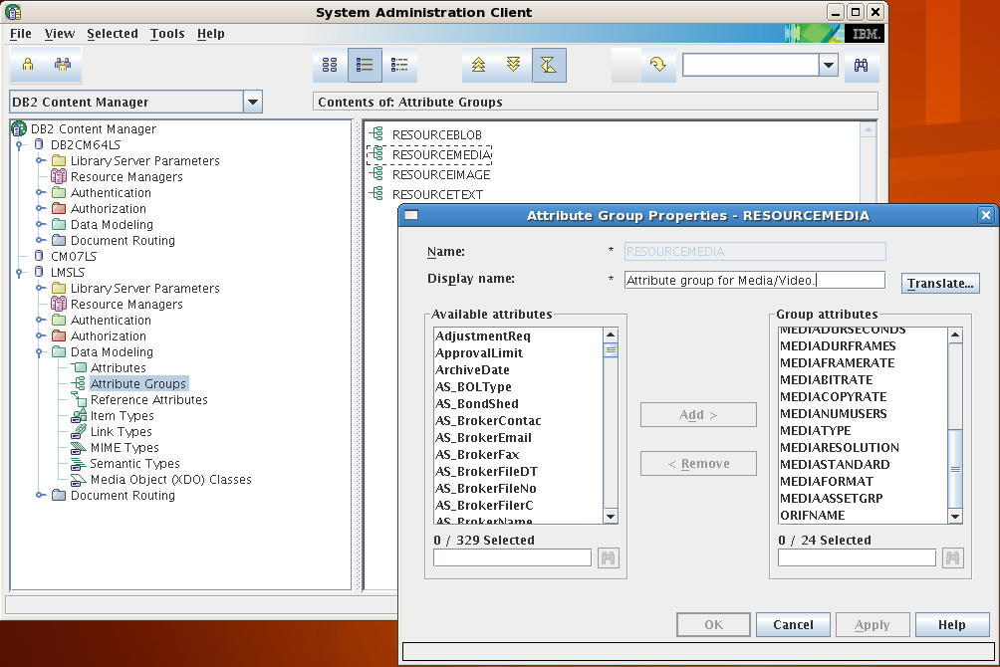 System Administration Client
File View Selected Tools Help
IBM.
DB2 Content Manager
Contents of: Attribute Groups
DB2 Content Manager
DB2CM64LS
Library Server Parameters
Resource Managers
Authentication
Authorization
Data Modeling
Document Routing
CM07LS
LMSLS
Library Server Parameters
Resource Managers
Authentication
Authorization
Data Modeling
Attributes
Attribute Groups
Reference Attributes
Item Types
Link Types
MIME Types
Semantic Types
Media Object (XDO) Classes
Document Routing
RESOURCEBLOB
RESOURCEMEDIA
RESOURCEIMAGE
RESOURCETEXT
Attribute Group Properties - RESOURCEMEDIA
Name: * RESOURCEMEDIA
Display name: * Attribute group for Media/Video.
Translate...
Available attributes
AdjustmentReq
ApprovalLimit
ArchiveDate
AS_BOLType
AS_BondShed
AS_BrokerContac
AS_BrokerEmail
AS_BrokerFax
AS_BrokerFileDT
AS_BrokerFileNo
AS_BrokerFilerC
AS_BrokerName
0 / 329 Selected
Add >
< Remove
Group attributes
MEDIADURSECONDS
MEDIADURFRAMES
MEDIAFRAMERATE
MEDIABITRATE
MEDIACOPYRATE
MEDIANUMUSERS
MEDIATYPE
MEDIARESOLUTION
MEDIASTANDARD
MEDIAFORMAT
MEDIAASSETGRP
ORIFNAME
0 / 24 Selected
OK Cancel Apply Help